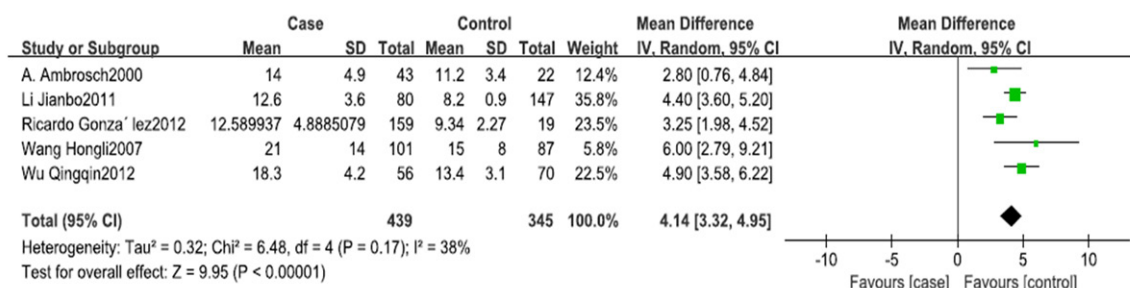 Case Control Mean Difference Mean Difference
Study or Subgroup Mean SD Total Mean SD Total Weight IV, Random, 95% CI IV, Random, 95% CI
A. Ambrosch2000 14 4.9 43 11.2 3.4 22 12.4% 2.80 [0.76, 4.84]
Li Jianbo2011 12.6 3.6 80 8.2 0.9 147 35.8% 4.40 [3.60, 5.20]
Ricardo Gonza´ lez2012 12.589937 4.8885079 159 9.34 2.27 19 23.5% 3.25 [1.98, 4.52]
Wang Hongli2007 21 14 101 15 8 87 5.8% 6.00 [2.79, 9.21]
Wu Qingqin2012 18.3 4.2 56 13.4 3.1 70 22.5% 4.90 [3.58, 6.22]
Total (95% CI) 439 345 100.0% 4.14 [3.32, 4.95]
Heterogeneity: Tau² = 0.32; Chi² = 6.48, df = 4 (P = 0.17); I² = 38%
Test for overall effect: Z = 9.95 (P < 0.00001)
-10 -5 0 5 10
Favours [case] Favours [control]